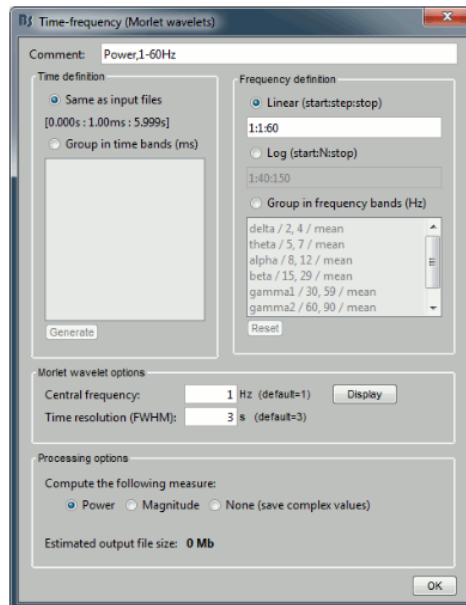 Time-frequency (Morlet wavelets)
Comment: Power,1-60Hz
Time definition
Same as input files
[0.000s : 1.00ms : 5.999s]
Group in time bands (ms)
Generate
Frequency definition
Linear (start:step:stop)
1:1:60
Log (start:N:stop)
1:40:150
Group in frequency bands (Hz)
delta / 2, 4 / mean
theta / 5, 7 / mean
alpha / 8, 12 / mean
beta / 15, 29 / mean
gamma1 / 30, 59 / mean
gamma2 / 60, 90 / mean
Reset
Morlet wavelet options
Central frequency: 1 Hz (default=1) Display
Time resolution (FWHM): 3 s (default=3)
Processing options
Compute the following measure:
Power Magnitude None (save complex values)
Estimated output file size: 0 Mb
OK